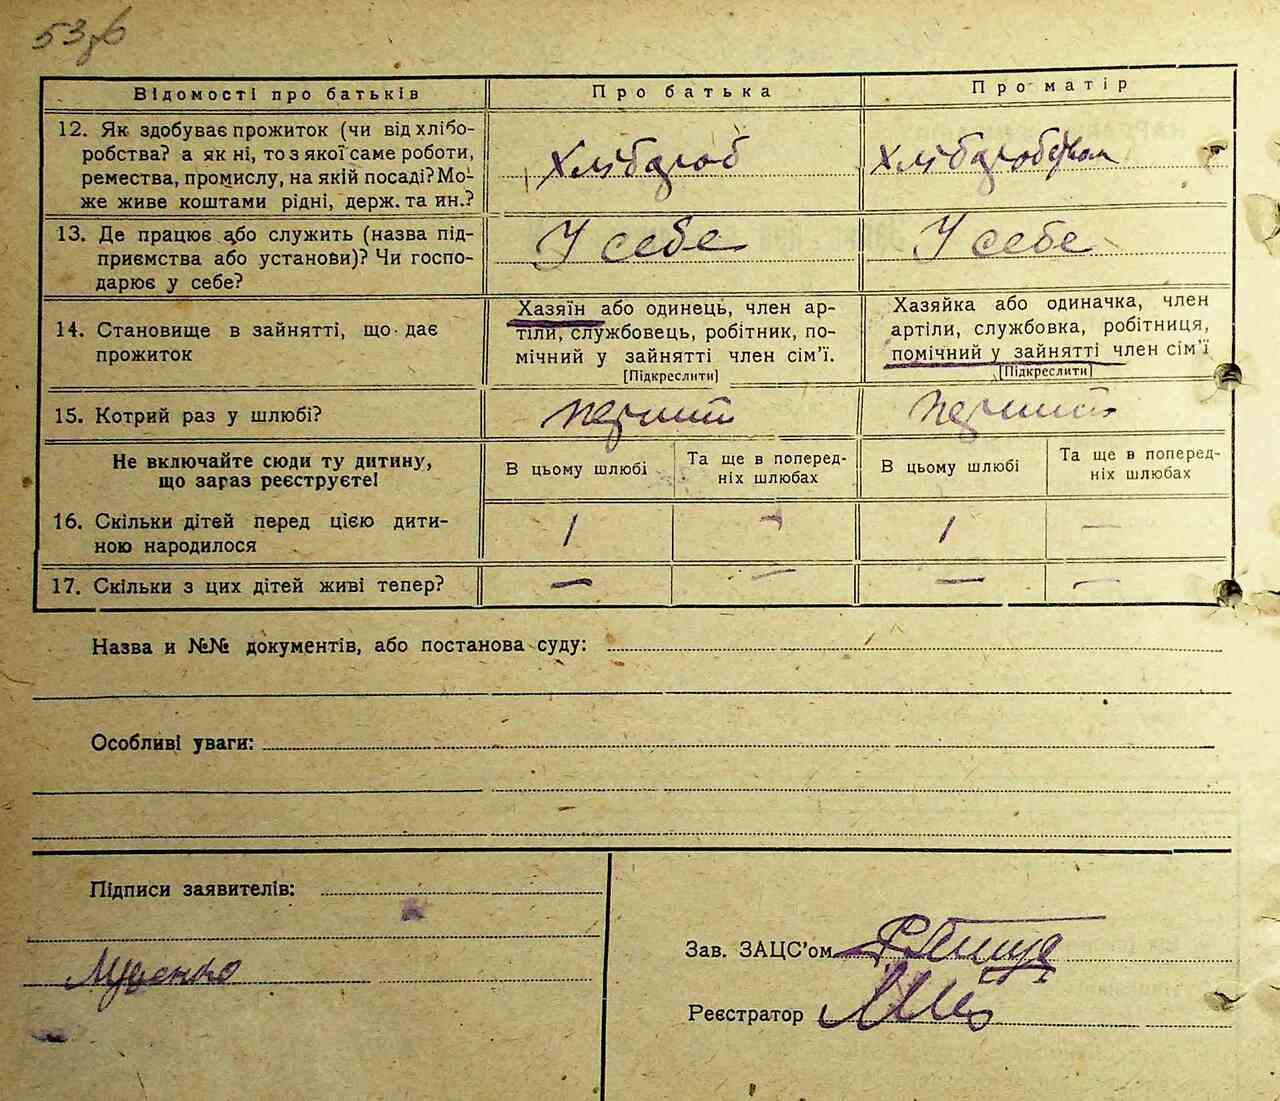 53зв
Відомості про батьків
Про батька
Про матір
12. Як здобуває прожиток (чи від хлібо-
робства? а як ні, то з якої саме роботи,
ремества, промислу, на якій посаді? Мо-
же живе коштами рідні, держ. та ин.?
Хлібороб
13. Де працює або служить (назва під-
приємства або установи)? Чи госпо-
дарює у себе?
У себе
У себе
14. Становище в зайнятті, що дає
прожиток
Хазяїн або одинець, член ар-
тіли, службовець, робітник, по-
мічний у зайнятті член сім'ї.
[Підкреслити]
Хазяйка або одиначка, член
артіли, службовка, робітниця,
помічний у зайнятті член сім'ї
[Підкреслити]
15. Котрий раз у шлюбі?
перший
перший
Не включайте сюди ту дитину,
що зараз реєструєте!
В цьому шлюбі
Та ще в поперед-
ніх шлюбах
В цьому шлюбі
Та ще в поперед-
ніх шлюбах
16. Скільки дітей перед цією дити-
ною народилося
1
—
1
—
17. Скільки з цих дітей живі тепер?
—
—
—
—
Назва и №№ документів, або постанова суду:
Особливі уваги:
Підписи заявителів:
Зав. ЗАЦС'ом
Реєстратор